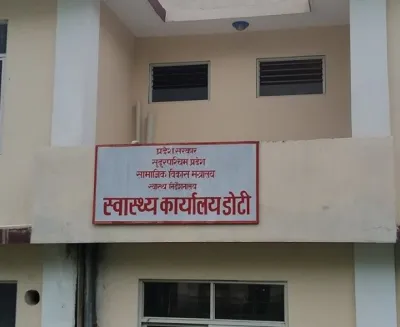 प्रदेश सरकार
सुदूरपश्चिम प्रदेश
सामाजिक विकास मन्त्रालय
स्वास्थ्य निर्देशनालय
स्वास्थ्य कार्यालय डोटी